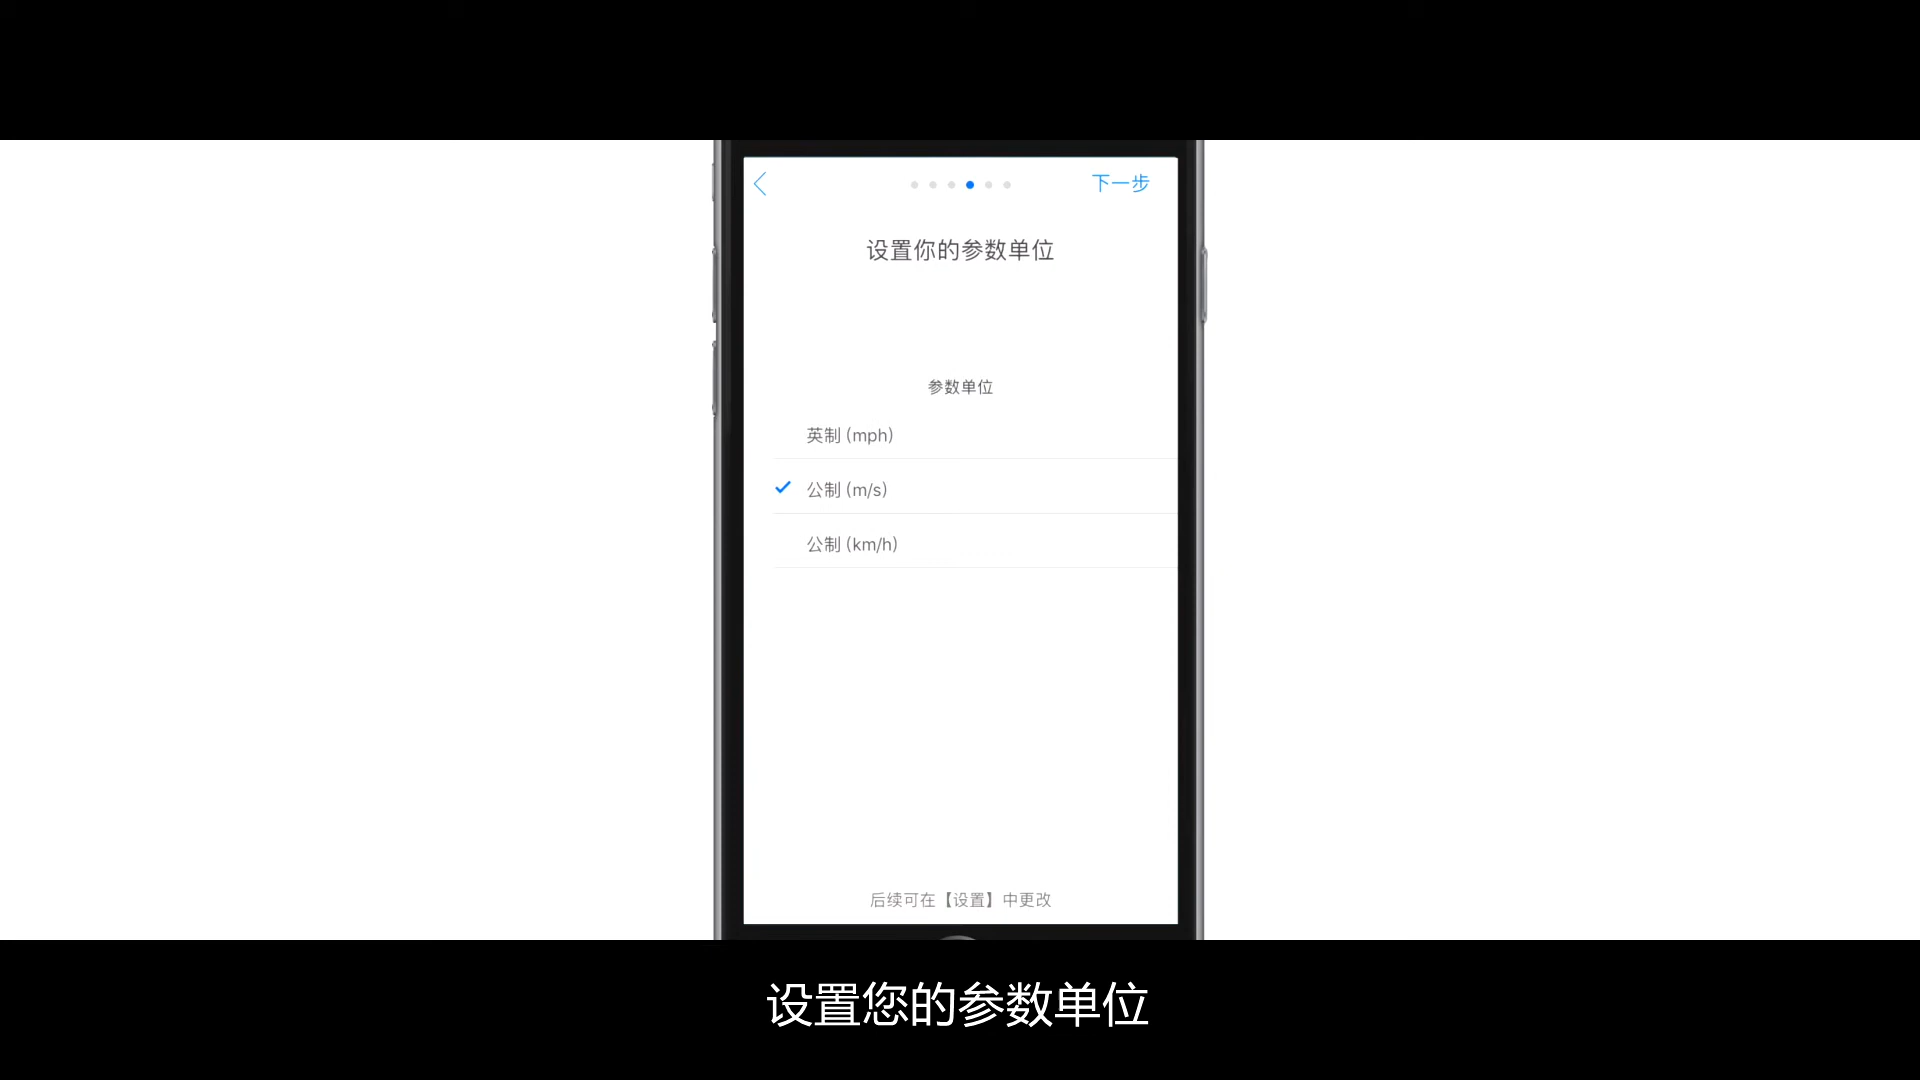 下一步
设置你的参数单位
参数单位
英制 (mph)
公制 (m/s)
公制 (km/h)
后续可在【设置】中更改
设置您的参数单位